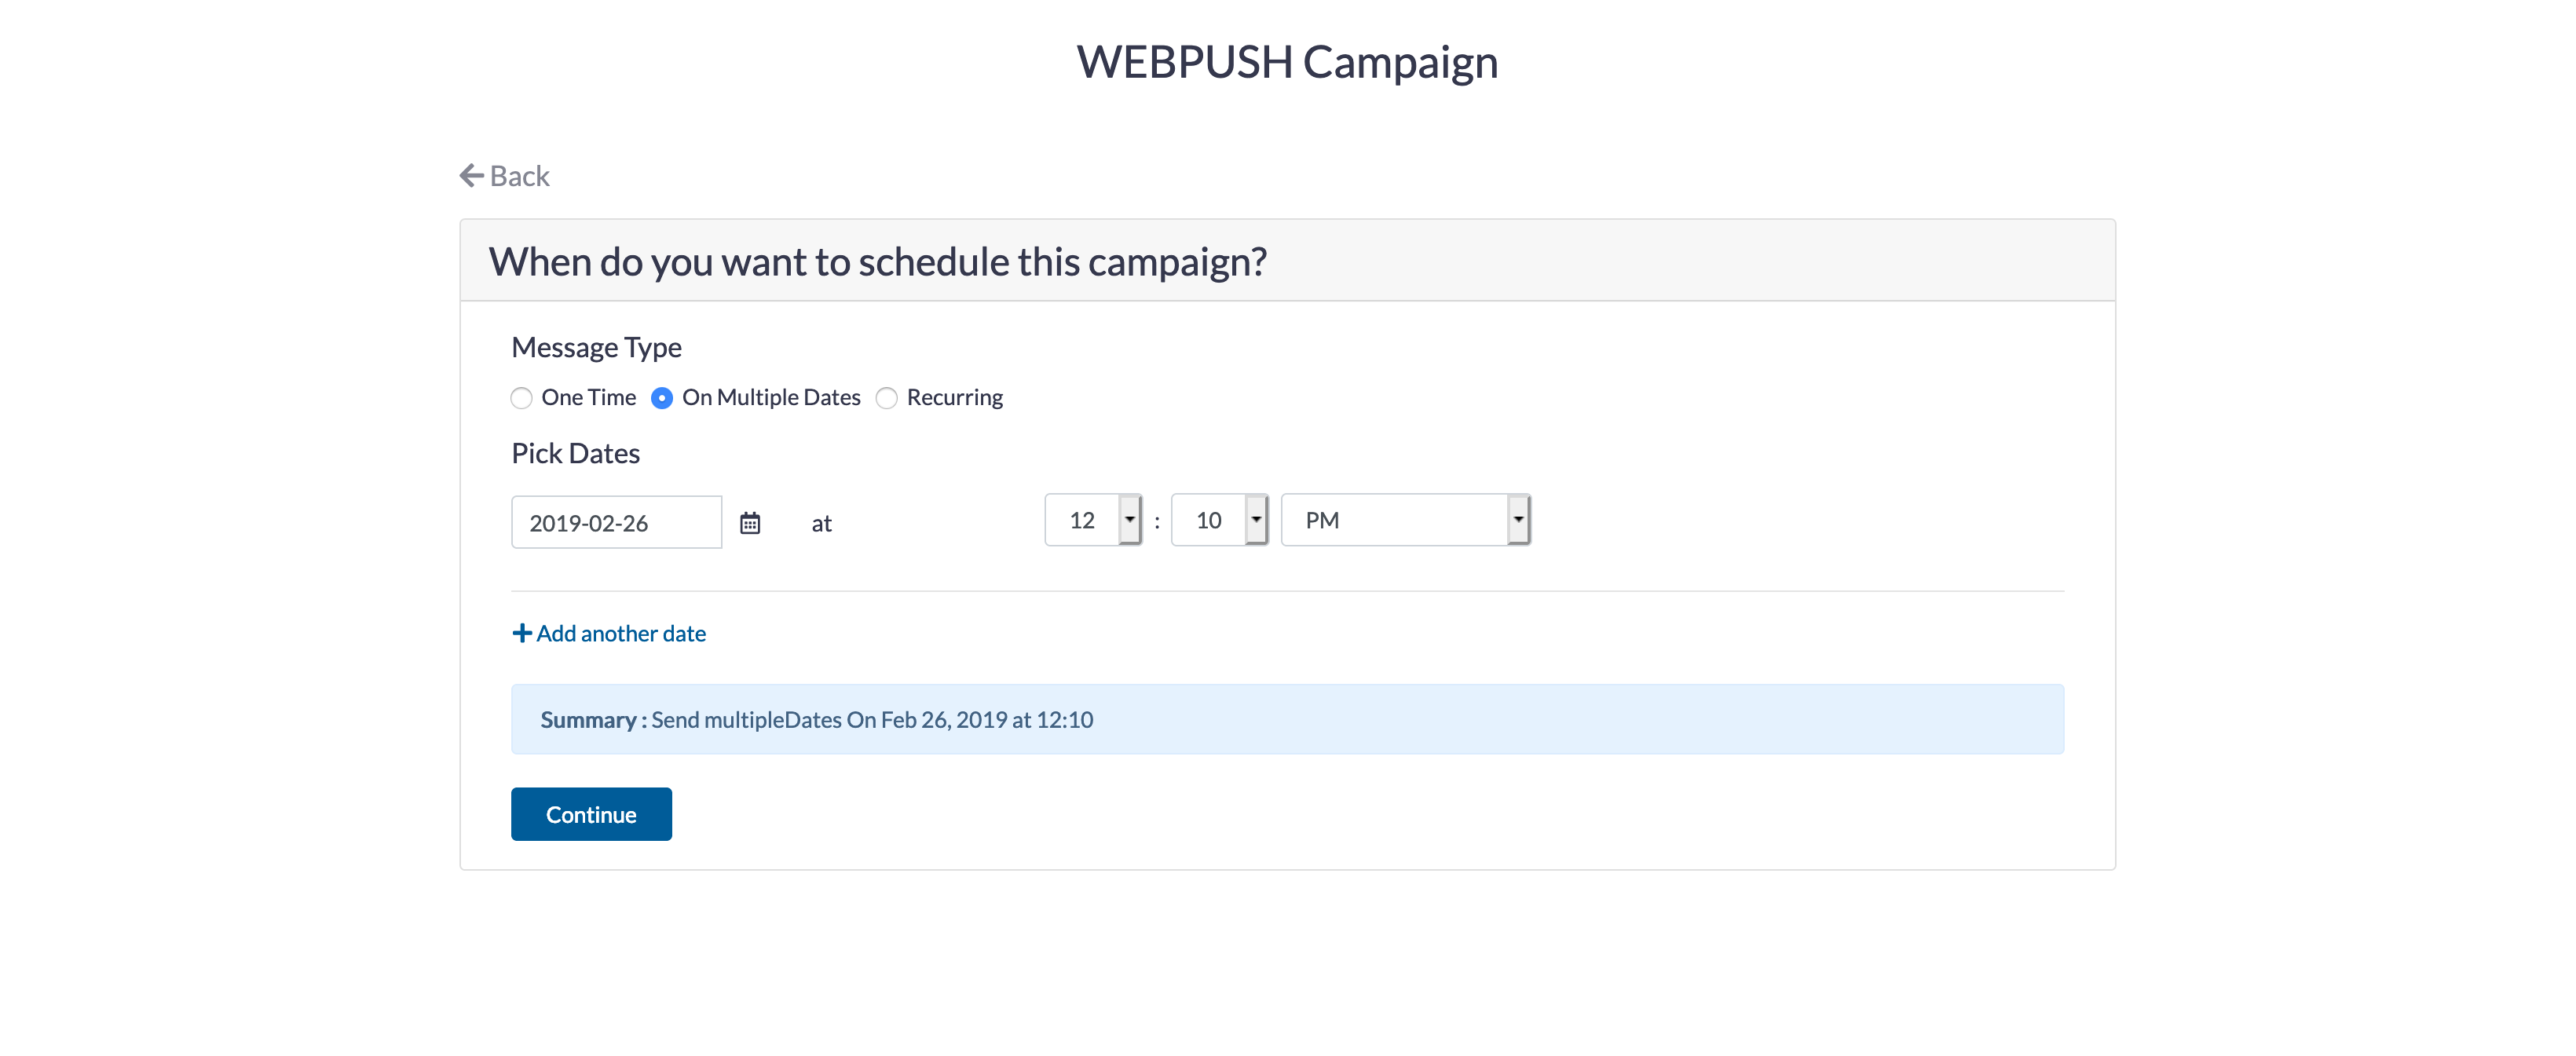 WEBPUSH Campaign
Back
When do you want to schedule this campaign?
Message Type
One Time On Multiple Dates Recurring
Pick Dates
2019-02-26 at 12 : 10 PM
Add another date
Summary : Send multipleDates On Feb 26, 2019 at 12:10
Continue